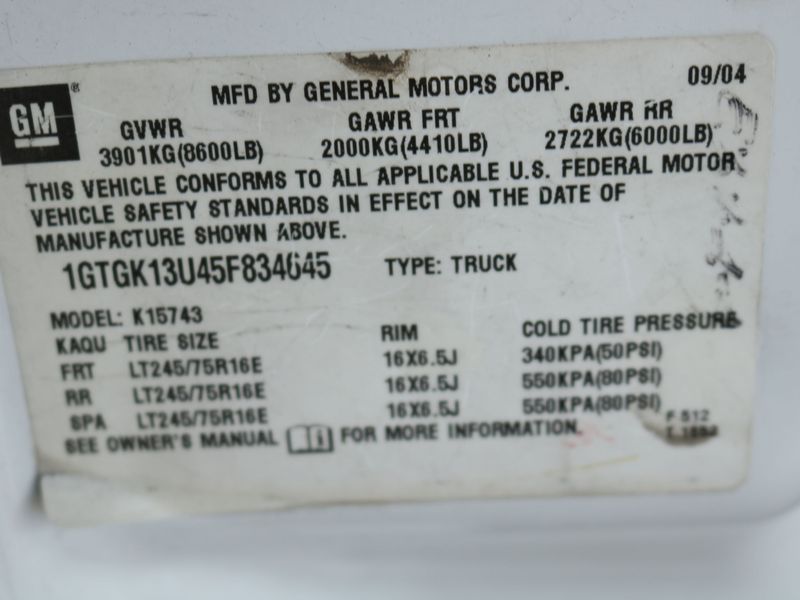 GM®
MFD BY GENERAL MOTORS CORP. 09/04
GVWR GAWR FRT GAWR RR
3901KG(8600LB) 2000KG(4410LB) 2722KG(6000LB)
THIS VEHICLE CONFORMS TO ALL APPLICABLE U.S. FEDERAL MOTOR
VEHICLE SAFETY STANDARDS IN EFFECT ON THE DATE OF
MANUFACTURE SHOWN ABOVE.
1GTGK13U45F834645 TYPE: TRUCK
MODEL: K15743
KAQU TIRE SIZE RIM COLD TIRE PRESSURE
FRT LT245/75R16E 16X6.5J 340KPA(50PSI)
RR LT245/75R16E 16X6.5J 550KPA(80PSI)
SPA LT245/75R16E 16X6.5J 550KPA(80PSI)
SEE OWNER'S MANUAL FOR MORE INFORMATION.
F 512